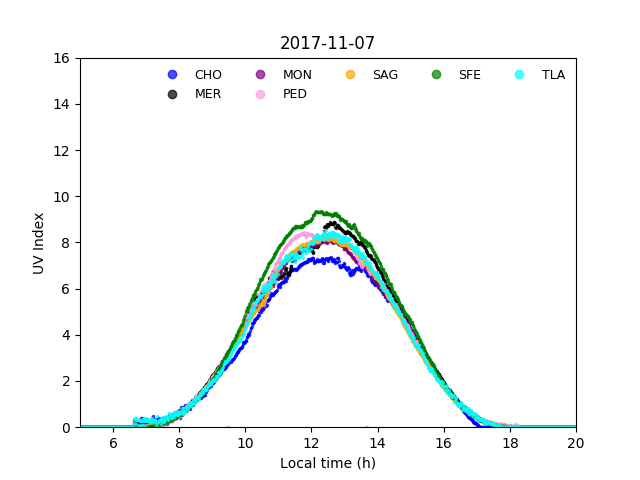 2017-11-07
16
CHO MON SAG SFE TLA
MER PED
14
12
10
8
6
4
2
0
UV Index
6 8 10 12 14 16 18 20
Local time (h)